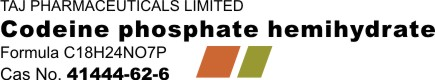 TAJ PHARMACEUTICALS LIMITED
Codeine phosphate hemihydrate
Formula C18H24NO7P
Cas No. 41444-62-6